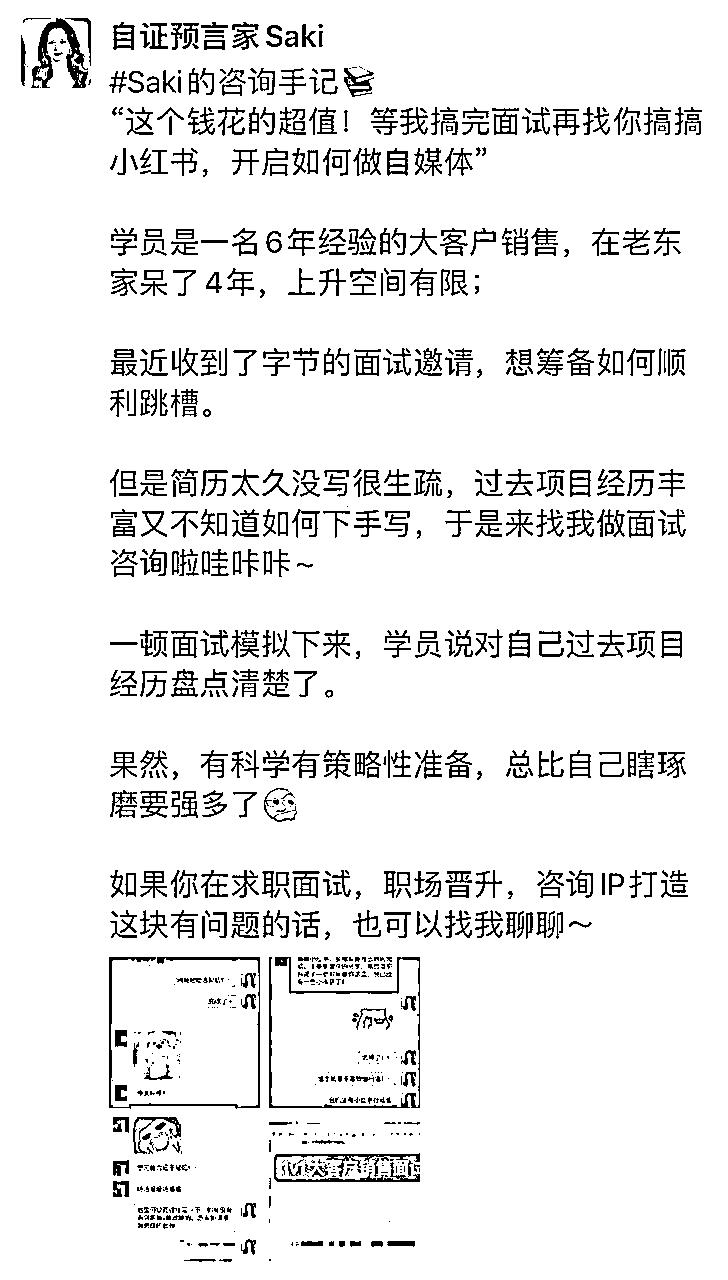 自证预言家Saki
#Saki的咨询手记
“这个钱花的超值！等我搞完面试再找你搞搞
小红书，开启如何做自媒体”
学员是一名6年经验的大客户销售，在老东
家呆了4年，上升空间有限；
最近收到了字节的面试邀请，想筹备如何顺
利跳槽。
但是简历太久没写很生疏，过去项目经历丰
富又不知道如何下手写，于是来找我做面试
咨询啦哇咔咔~
一顿面试模拟下来，学员说对自己过去项目
经历盘点清楚了。
果然，有科学有策略性准备，总比自己瞎琢
磨要强多了
如果你在求职面试，职场晋升，咨询IP打造
这块有问题的话，也可以找我聊聊～